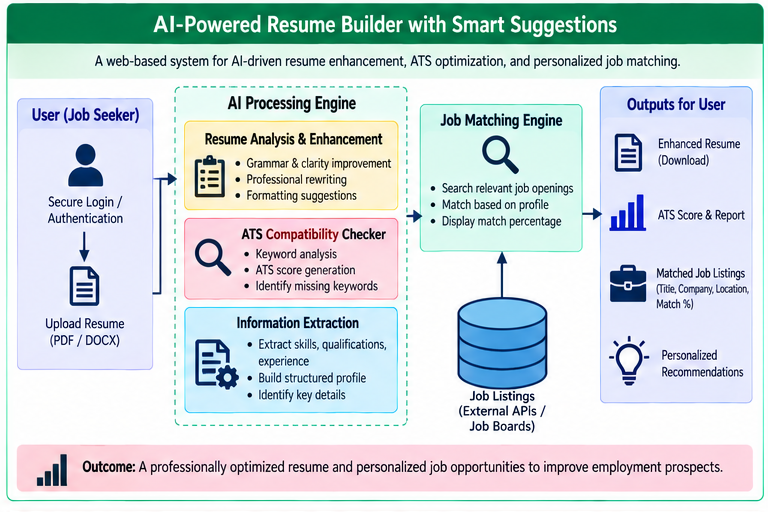 AI-Powered Resume Builder with Smart Suggestions
A web-based system for AI-driven resume enhancement, ATS optimization, and personalized job matching.
User (Job Seeker)
Secure Login /
Authentication
Upload Resume
(PDF / DOCX)
AI Processing Engine
Resume Analysis & Enhancement
• Grammar & clarity improvement
• Professional rewriting
• Formatting suggestions
ATS Compatibility Checker
• Keyword analysis
• ATS score generation
• Identify missing keywords
Information Extraction
• Extract skills, qualifications,
experience
• Build structured profile
• Identify key details
Job Matching Engine
• Search relevant job openings
• Match based on profile
• Display match percentage
Job Listings
(External APIs /
Job Boards)
Outputs for User
Enhanced Resume
(Download)
ATS Score & Report
Matched Job Listings
(Title, Company, Location,
Match %)
Personalized
Recommendations
Outcome: A professionally optimized resume and personalized job opportunities to improve employment prospects.